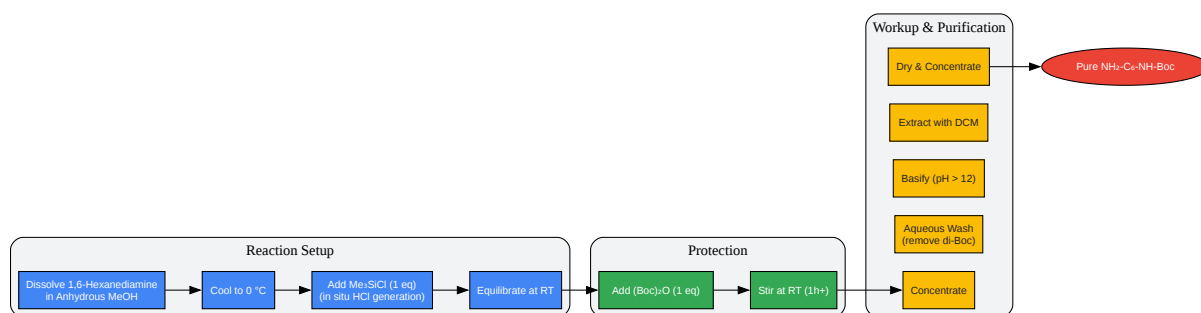 Reaction Setup
Dissolve 1,6-Hexanediamine
in Anhydrous MeOH
Cool to 0 °C
Add Me₃SiCl (1 eq)
(in situ HCl generation)
Equilibrate at RT
Protection
Add (Boc)₂O (1 eq)
Stir at RT (1h+)
Workup & Purification
Dry & Concentrate
Extract with DCM
Basify (pH > 12)
Aqueous Wash
(remove di-Boc)
Concentrate
Pure NH₂-C₆-NH-Boc